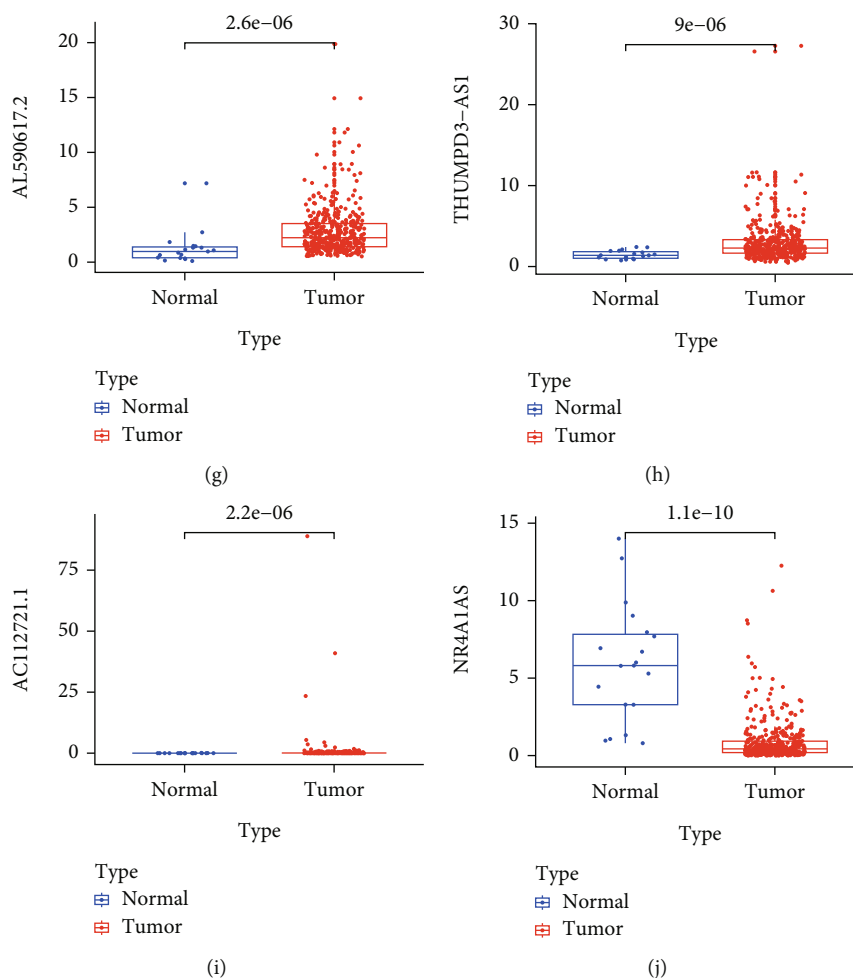 2.6e−06
20
15
10
5
0
AL590617.2
Normal
Tumor
Type
Type
Normal
Tumor
(g)
9e−06
30
20
10
0
THUMPD3−AS1
Normal
Tumor
Type
Type
Normal
Tumor
(h)
2.2e−06
75
50
25
0
AC112721.1
Normal
Tumor
Type
Type
Normal
Tumor
(i)
1.1e−10
15
10
5
0
NR4A1AS
Normal
Tumor
Type
Type
Normal
Tumor
(j)